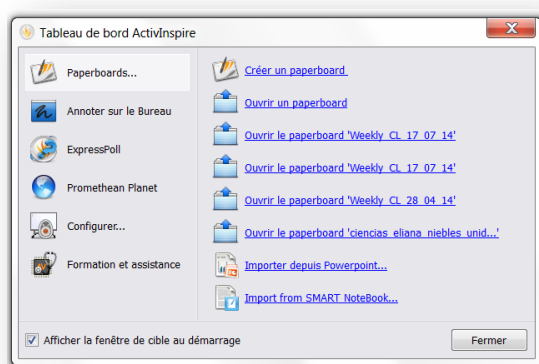 Tableau de bord ActivInspire
Paperboards...
Annoter sur le Bureau
ExpressPoll
Promethean Planet
Configurer...
Formation et assistance
Créer un paperboard
Ouvrir un paperboard
Ouvrir le paperboard 'Weekly_CL_17_07_14'
Ouvrir le paperboard 'Weekly_CL_17_07_14'
Ouvrir le paperboard 'Weekly_CL_28_04_14'
Ouvrir le paperboard 'ciencias_eliana_niebles_unid...'
Importer depuis Powerpoint...
Import from SMART NoteBook...
Afficher la fenêtre de cible au démarrage
Fermer